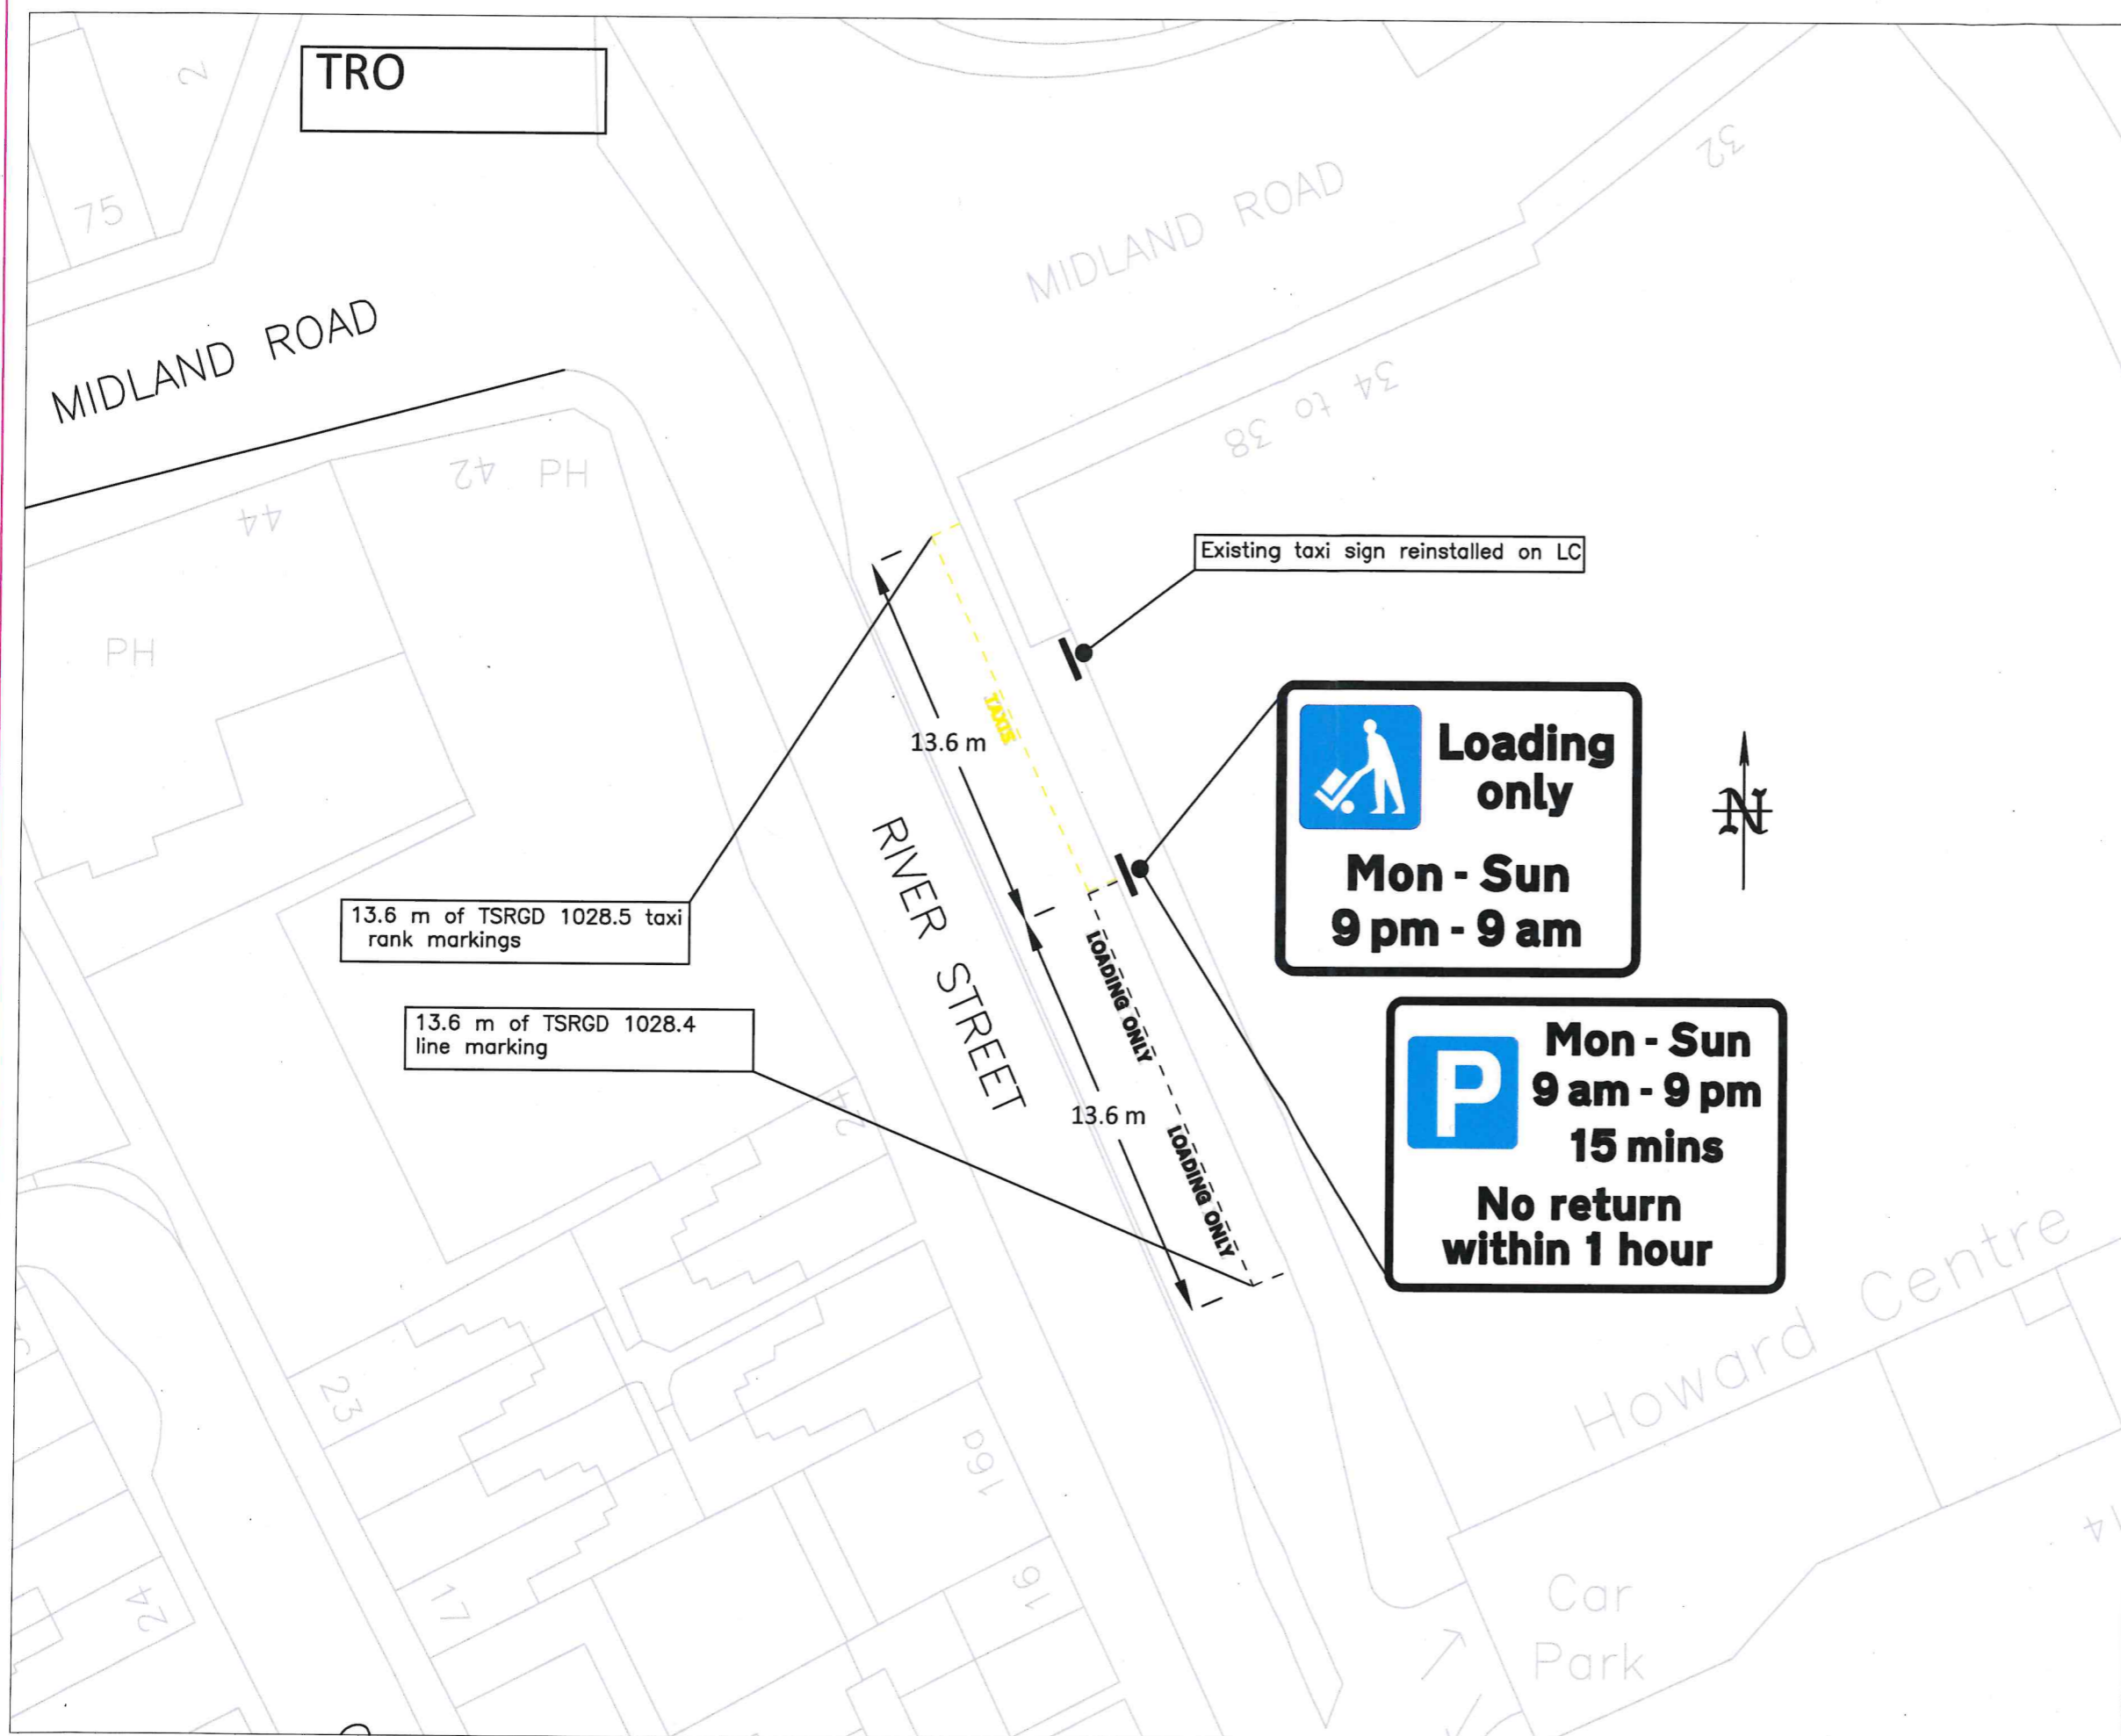 TRO
2
75
MIDLAND ROAD
32
MIDLAND ROAD
34 to 38
42 PH
44
PH
Existing taxi sign reinstalled on LC
TAXIS
13.6 m
Loading
only
Mon - Sun
9 pm - 9 am
N
13.6 m of TSRGD 1028.5 taxi
rank markings
RIVER STREET
LOADING ONLY
13.6 m of TSRGD 1028.4
line marking
P
Mon - Sun
9 am - 9 pm
15 mins
No return
within 1 hour
13.6 m
LOADING ONLY
Howard Centre
23
16a
16
17
24
14
Car
Park